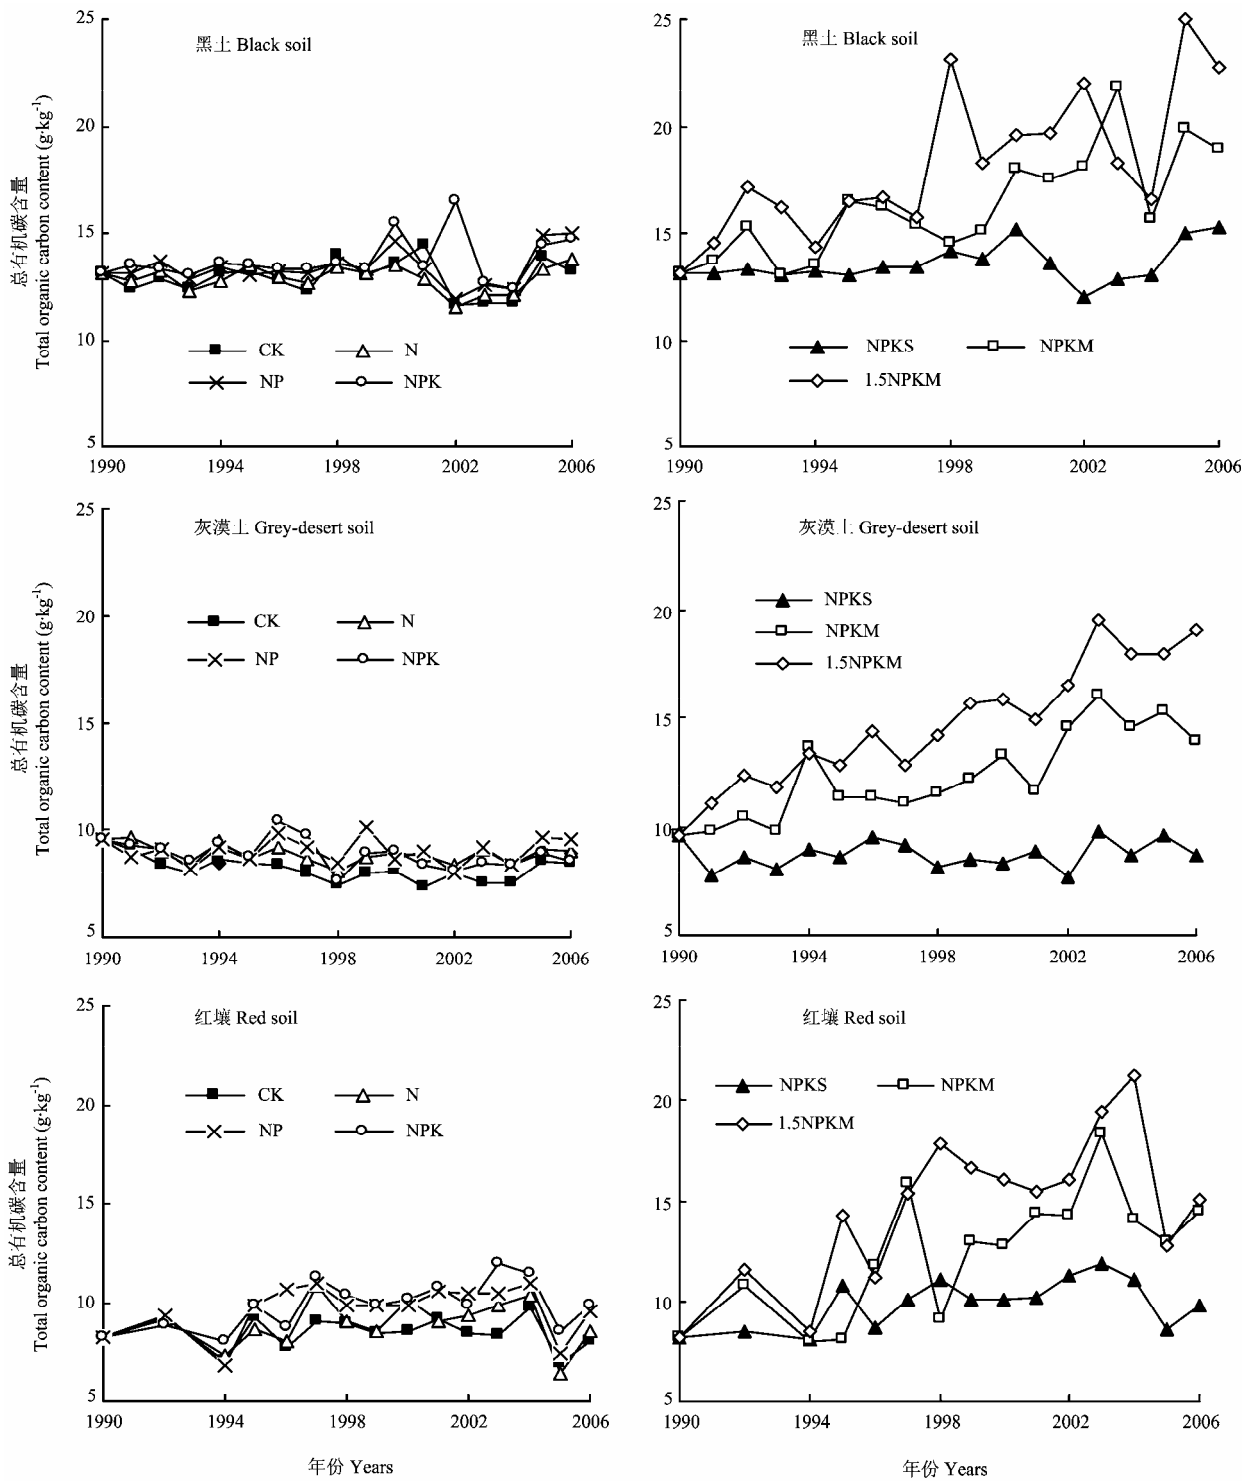 25
20
15
10
5
黑土 Black soil
总有机碳含量
Total organic carbon content (g·kg⁻¹)
CK
N
NP
NPK
1990
1994
1998
2002
2006
25
20
15
10
5
黑土 Black soil
NPKS
NPKM
1.5NPKM
1990
1994
1998
2002
2006
25
20
15
10
5
灰漠土 Grey-desert soil
总有机碳含量
Total organic carbon content (g·kg⁻¹)
CK
N
NP
NPK
1990
1994
1998
2002
2006
25
20
15
10
5
灰漠土 Grey-desert soil
NPKS
NPKM
1.5NPKM
1990
1994
1998
2002
2006
25
20
15
10
5
红壤 Red soil
总有机碳含量
Total organic carbon content (g·kg⁻¹)
CK
N
NP
NPK
1990
1994
1998
2002
2006
年份 Years
25
20
15
10
5
红壤 Red soil
NPKS
NPKM
1.5NPKM
1990
1994
1998
2002
2006
年份 Years